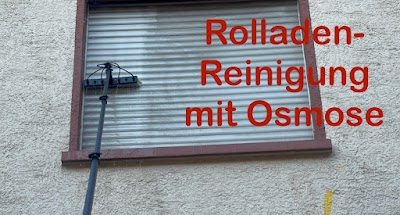 Rolladen-
Reinigung
mit Osmose